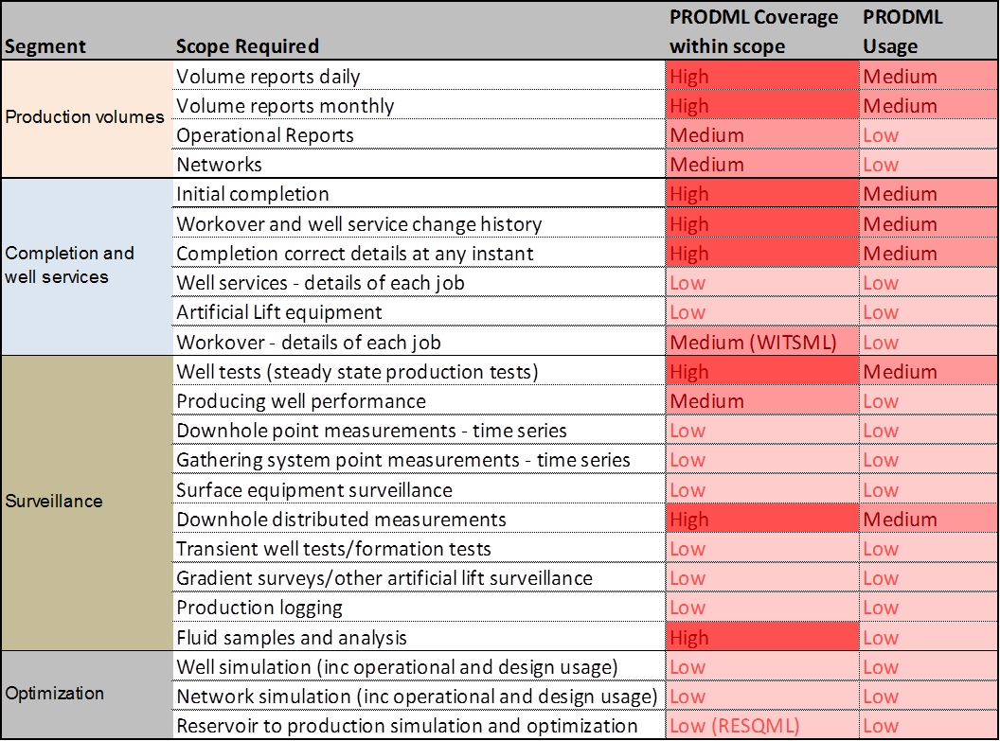 Segment Scope Required PRODML Coverage within scope PRODML Usage
Production volumes
Volume reports daily High Medium
Volume reports monthly High Medium
Operational Reports Medium Low
Networks Medium Low
Completion and well services
Initial completion High Medium
Workover and well service change history High Medium
Completion correct details at any instant High Medium
Well services - details of each job Low Low
Artificial Lift equipment Low Low
Workover - details of each job Medium (WITSML) Low
Surveillance
Well tests (steady state production tests) High Medium
Producing well performance Medium Low
Downhole point measurements - time series Low Low
Gathering system point measurements - time series Low Low
Surface equipment surveillance Low Low
Downhole distributed measurements High Medium
Transient well tests/formation tests Low Low
Gradient surveys/other artificial lift surveillance Low Low
Production logging Low Low
Fluid samples and analysis High Low
Optimization
Well simulation (inc operational and design usage) Low Low
Network simulation (inc operational and design usage) Low Low
Reservoir to production simulation and optimization Low (RESQML) Low